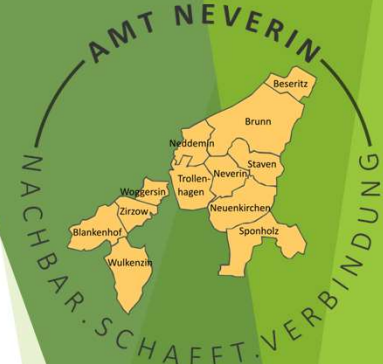 AMT NEVERIN
Beseritz
Brunn
Neddemin
Staven
Neverin
Trollen-
hagen
Woggersin
Zirzow
Neuenkirchen
Blankenhof
Sponholz
Wulkenzin
NACHBAR.SCHAFFT.VERBINDUNG